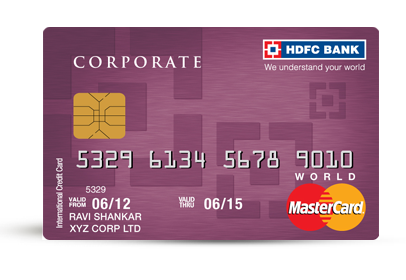 CORPORATE
HDFC BANK
We understand your world
International Credit Card
5329 6134 5678 9010
5329
WORLD
VALID FROM 06/12 VALID THRU 06/15
RAVI SHANKAR
XYZ CORP LTD
MasterCard